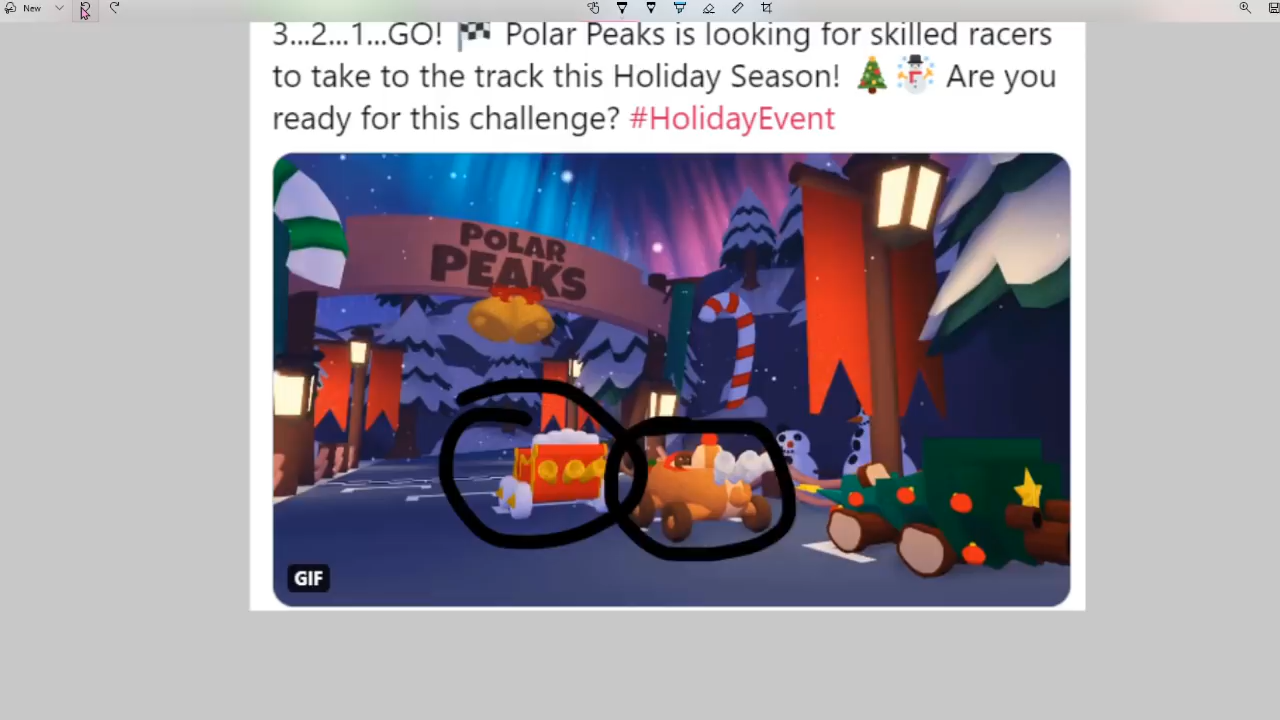 New
3...2...1...GO! 🏁 Polar Peaks is looking for skilled racers
to take to the track this Holiday Season! 🎄☃️ Are you
ready for this challenge? #HolidayEvent
POLAR
PEAKS
GIF